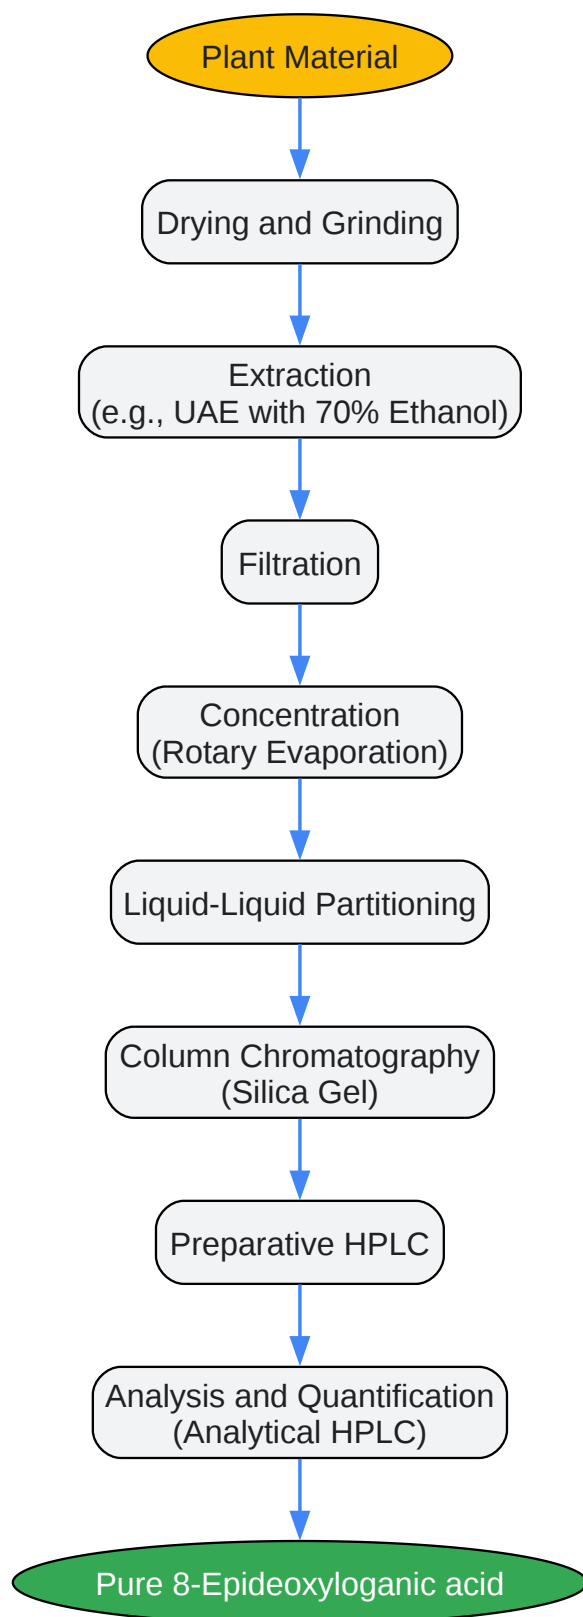 Plant Material
Drying and Grinding
Extraction
(e.g., UAE with 70% Ethanol)
Filtration
Concentration
(Rotary Evaporation)
Liquid-Liquid Partitioning
Column Chromatography
(Silica Gel)
Preparative HPLC
Analysis and Quantification
(Analytical HPLC)
Pure 8-Epideoxyloganic acid